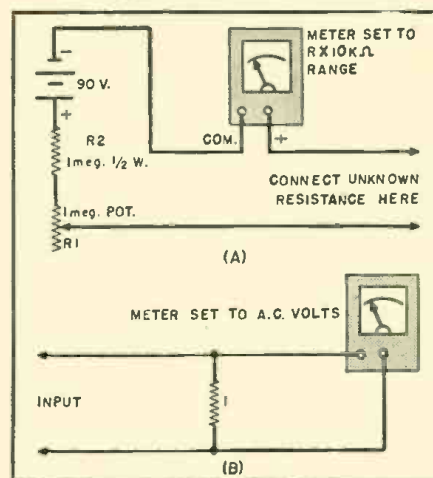 METER SET TO
RX10KΩ
RANGE
-
90 V.
+
R2
1meg. 1/2 W.
COM.
+
CONNECT UNKNOWN
RESISTANCE HERE
1meg. POT.
R1
(A)
METER SET TO A.C. VOLTS
INPUT
1
(B)